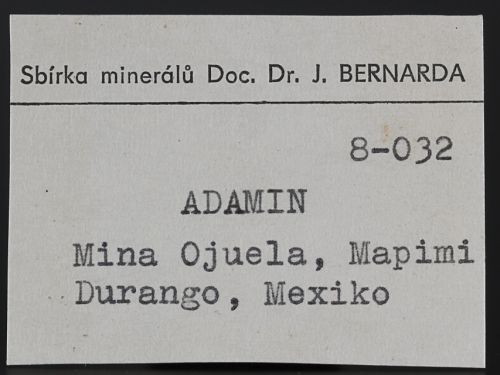 Sbírka minerálů Doc. Dr. J. BERNARDA
8-032
ADAMIN
Mina Ojuela, Mapimi
Durango, Mexiko